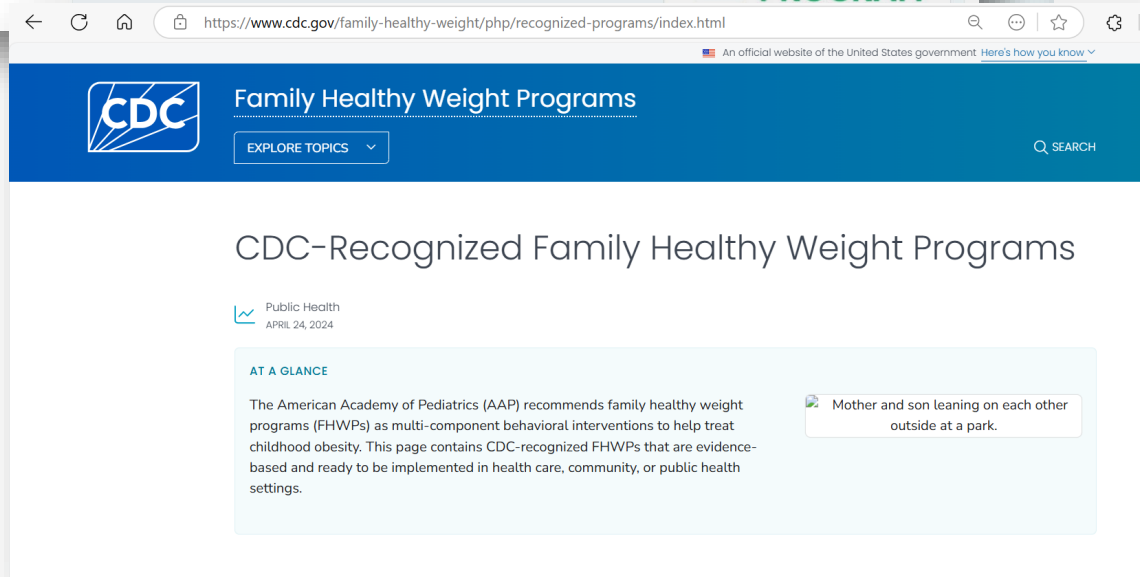 https://www.cdc.gov/family-healthy-weight/php/recognized-programs/index.html
An official website of the United States government Here's how you know
CDC
Family Healthy Weight Programs
EXPLORE TOPICS
SEARCH
CDC-Recognized Family Healthy Weight Programs
Public Health
APRIL 24, 2024
AT A GLANCE
The American Academy of Pediatrics (AAP) recommends family healthy weight
programs (FHWPs) as multi-component behavioral interventions to help treat
childhood obesity. This page contains CDC-recognized FHWPs that are evidence-
based and ready to be implemented in health care, community, or public health
settings.
Mother and son leaning on each other
outside at a park.